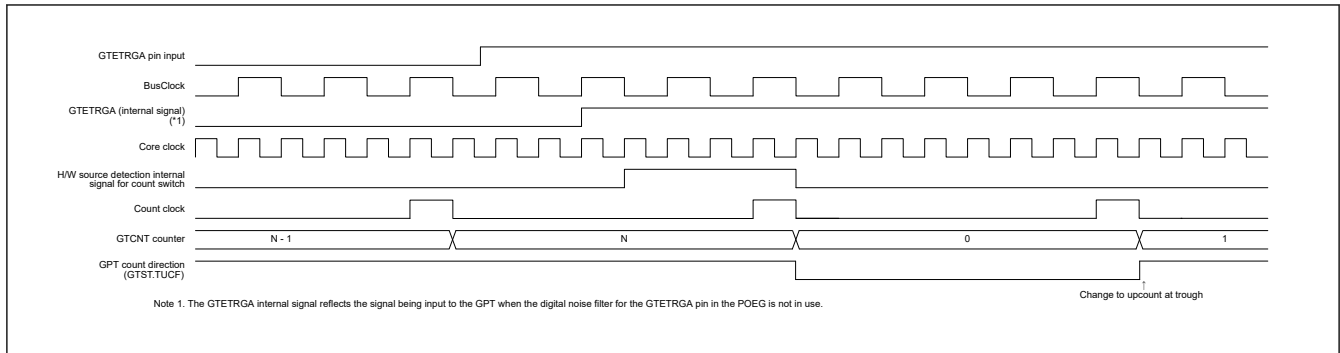 GTETRGA pin input
BusClock
GTETRGA (internal signal)
(*1)
Core clock
H/W source detection internal
signal for count switch
Count clock
GTCNT counter
N - 1
N
0
1
GPT count direction
(GTST.TUCF)
Change to upcount at trough
Note 1. The GTETRGA internal signal reflects the signal being input to the GPT when the digital noise filter for the GTETRGA pin in the POEG is not in use.